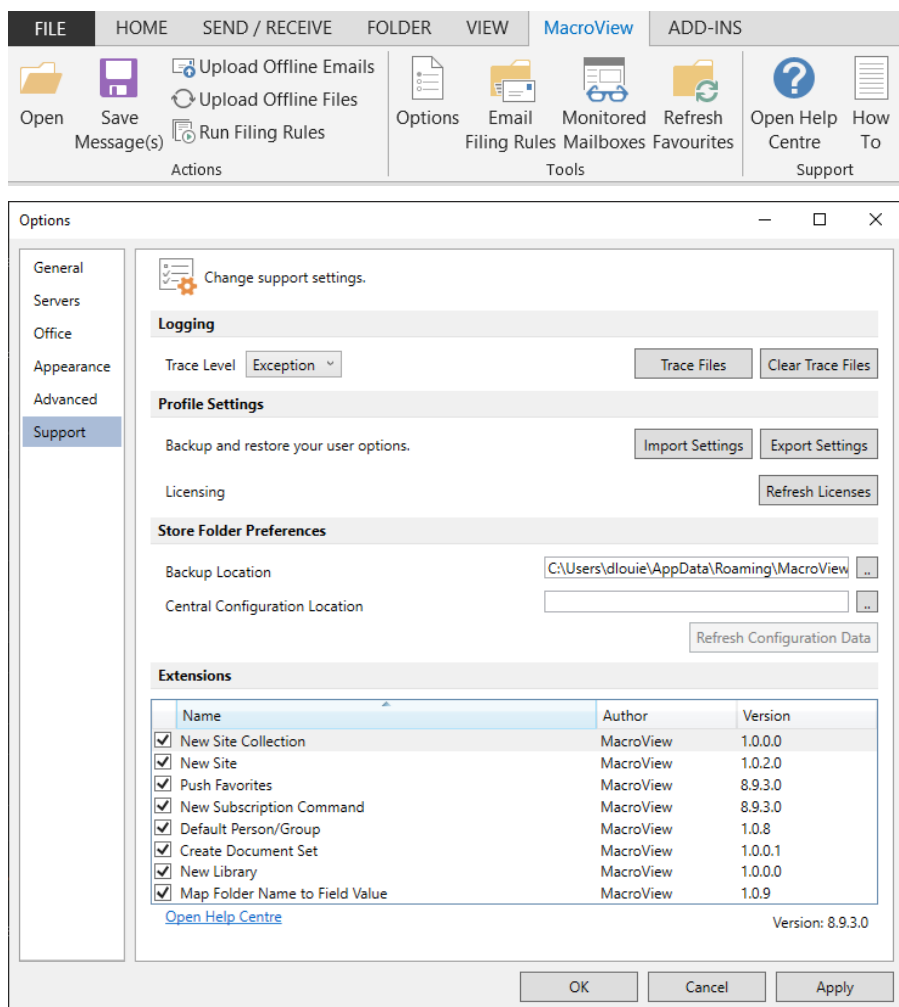 FILE HOME SEND / RECEIVE FOLDER VIEW MacroView ADD-INS
Open
Save
Message(s)
Upload Offline Emails
Upload Offline Files
Run Filing Rules
Actions
Options
Email
Filing Rules
Monitored
Mailboxes
Refresh
Favourites
Tools
Open Help
Centre
How
To
Support
Options
General
Servers
Office
Appearance
Advanced
Support
Change support settings.
Logging
Trace Level Exception Trace Files Clear Trace Files
Profile Settings
Backup and restore your user options. Import Settings Export Settings
Licensing Refresh Licenses
Store Folder Preferences
Backup Location C:\Users\dlouie\AppData\Roaming\MacroView ..
Central Configuration Location ..
Refresh Configuration Data
Extensions
Name Author Version
New Site Collection MacroView 1.0.0.0
New Site MacroView 1.0.2.0
Push Favorites MacroView 8.9.3.0
New Subscription Command MacroView 8.9.3.0
Default Person/Group MacroView 1.0.8
Create Document Set MacroView 1.0.0.1
New Library MacroView 1.0.0.0
Map Folder Name to Field Value MacroView 1.0.9
Open Help Centre Version: 8.9.3.0
OK Cancel Apply